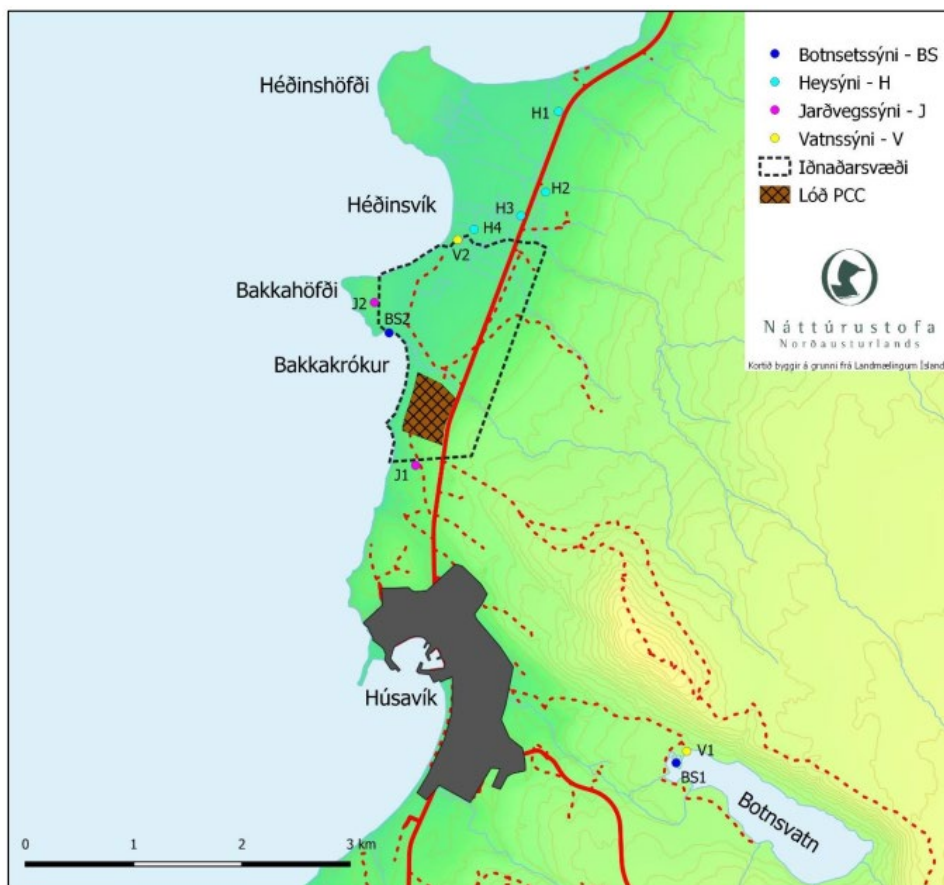 Botnsetssýni - BS
Heysýni - H
Jarðvegssýni - J
Vatnssýni - V
Iðnaðarsvæði
Lóð PCC
Náttúrustofa
Norðausturlands
Kortið byggir á grunni frá Landmælingum Ísland
Héðinshöfði
H1
H2
Héðinsvík
H3
H4
V2
Bakkahöfði
J2
BS2
Bakkakrókur
J1
Húsavík
V1
BS1
Botnsvatn
0
1
2
3 km